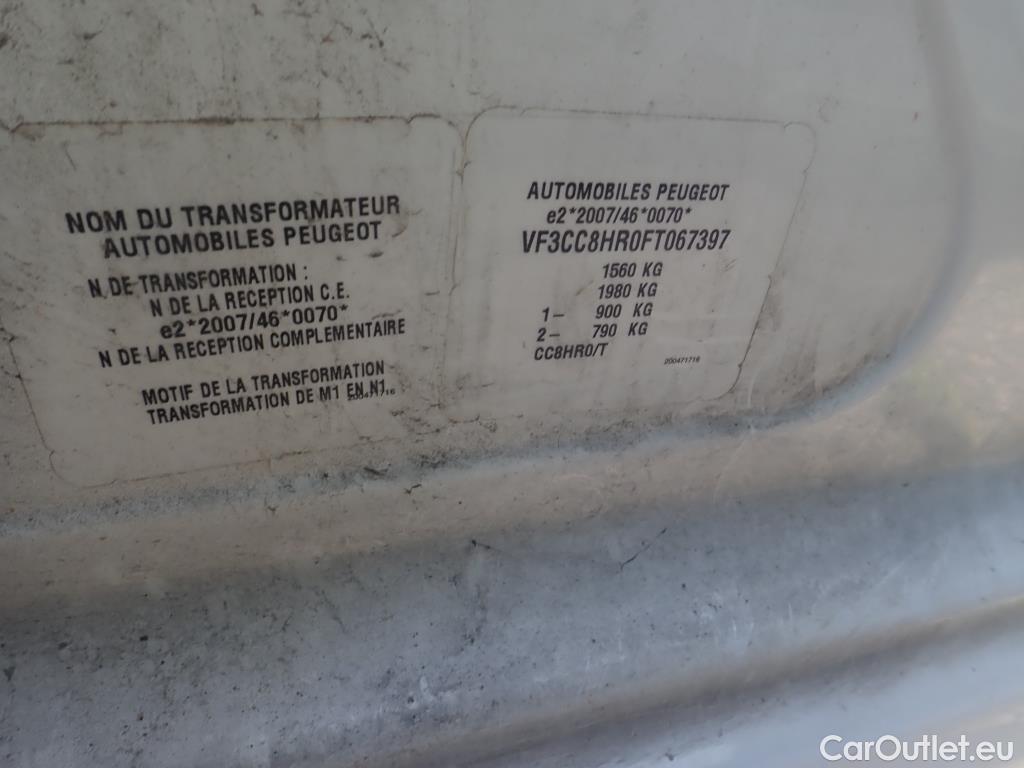 NOM DU TRANSFORMATEUR
AUTOMOBILES PEUGEOT
N DE TRANSFORMATION :
N DE LA RECEPTION C.E.
e2*2007/46*0070*
N DE LA RECEPTION COMPLEMENTAIRE
MOTIF DE LA TRANSFORMATION
TRANSFORMATION DE M1 EN N1
200471716
AUTOMOBILES PEUGEOT
e2*2007/46*0070*
VF3CC8HR0FT067397
1560 KG
1980 KG
1– 900 KG
2– 790 KG
CC8HR0/T
200471716
CarOutlet.eu